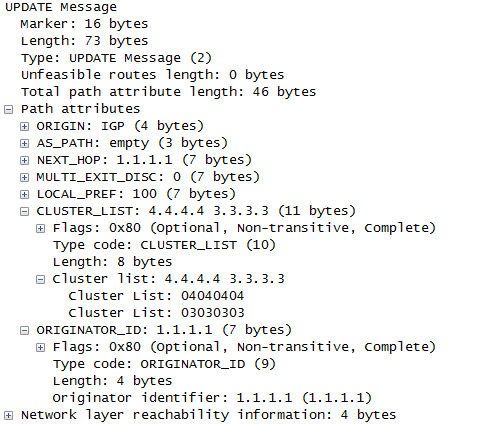 UPDATE Message
Marker: 16 bytes
Length: 73 bytes
Type: UPDATE Message (2)
Unfeasible routes length: 0 bytes
Total path attribute length: 46 bytes
Path attributes
ORIGIN: IGP (4 bytes)
AS_PATH: empty (3 bytes)
NEXT_HOP: 1.1.1.1 (7 bytes)
MULTI_EXIT_DISC: 0 (7 bytes)
LOCAL_PREF: 100 (7 bytes)
CLUSTER_LIST: 4.4.4.4 3.3.3.3 (11 bytes)
Flags: 0x80 (Optional, Non-transitive, Complete)
Type code: CLUSTER_LIST (10)
Length: 8 bytes
Cluster list: 4.4.4.4 3.3.3.3
Cluster List: 04040404
Cluster List: 03030303
ORIGINATOR_ID: 1.1.1.1 (7 bytes)
Flags: 0x80 (Optional, Non-transitive, Complete)
Type code: ORIGINATOR_ID (9)
Length: 4 bytes
Originator identifier: 1.1.1.1 (1.1.1.1)
Network layer reachability information: 4 bytes